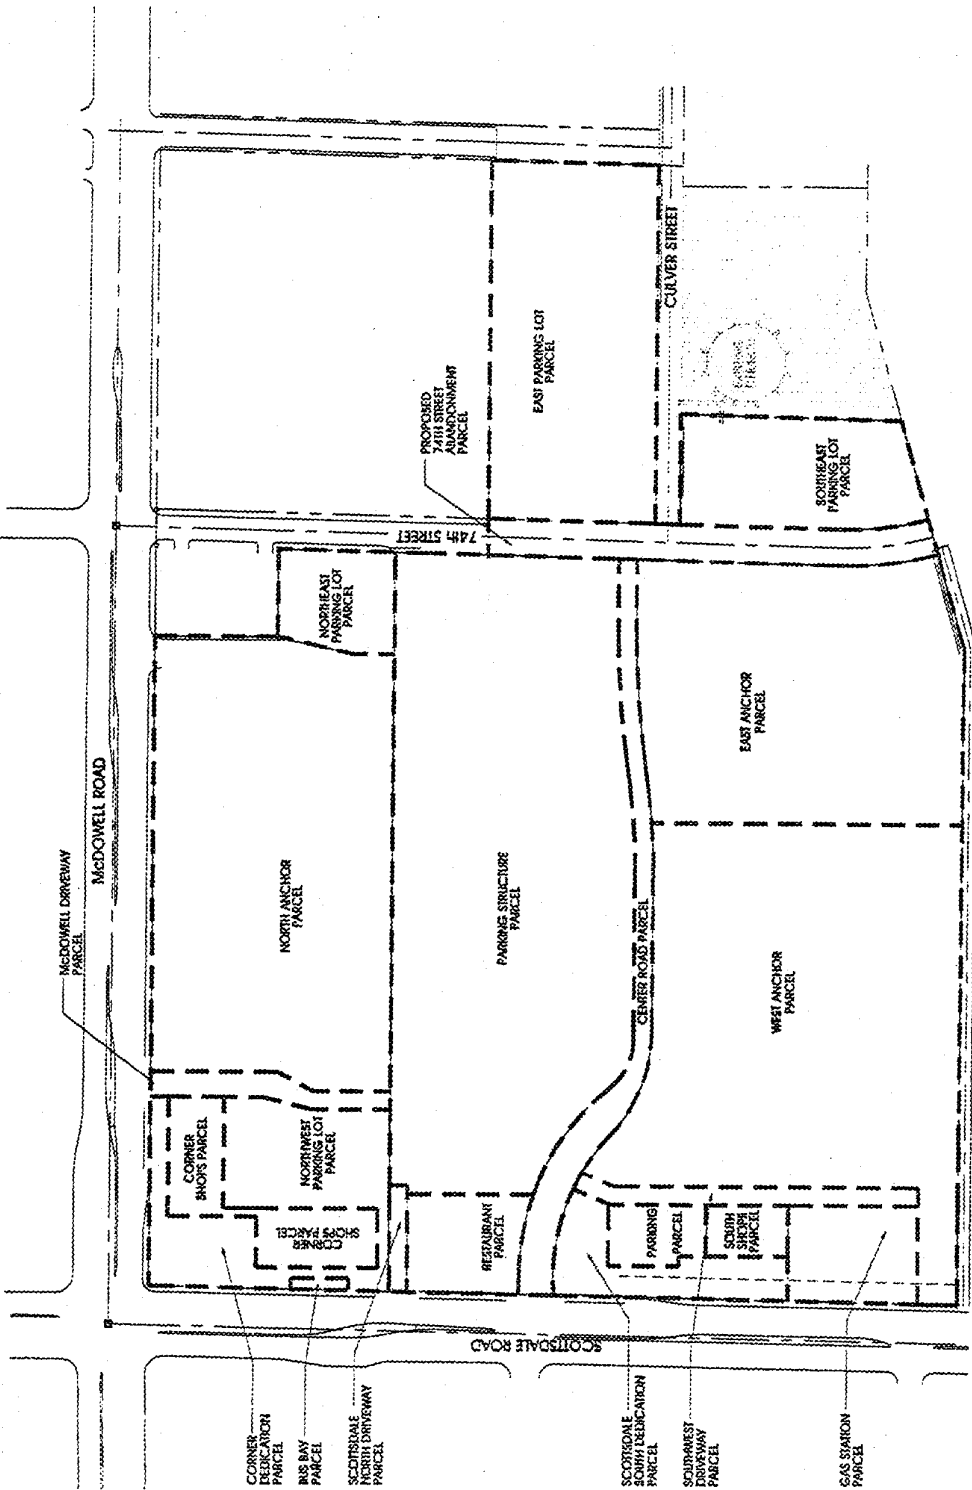 McDOWELL ROAD
McDOWELL DRIVEWAY
PARCEL
NORTH ANCHOR
PARCEL
NORTHEAST
PARKING LOT
PARCEL
74TH STREET
PROPOSED
74TH STREET
ABANDONMENT
PARCEL
EAST PARKING LOT
PARCEL
CULVER STREET
SOUTHEAST
PARKING LOT
PARCEL
EAST ANCHOR
PARCEL
PARKING STRUCTURE
PARCEL
CENTER ROAD PARCEL
WEST ANCHOR
PARCEL
CORNER
SHOPS PARCEL
NORTHWEST
PARKING LOT
PARCEL
CORNER
SHOPS PARCEL
RESTAURANT
PARCEL
PARKING
PARCEL
SOUTH
SHOPS
PARCEL
SCOTTSDALE ROAD
CORNER
DEDICATION
PARCEL
BUS BAY
PARCEL
SCOTTSDALE
NORTH DRIVEWAY
PARCEL
SCOTTSDALE
SOUTH DEDICATION
PARCEL
SOUTHWEST
DRIVEWAY
PARCEL
GAS STATION
PARCEL